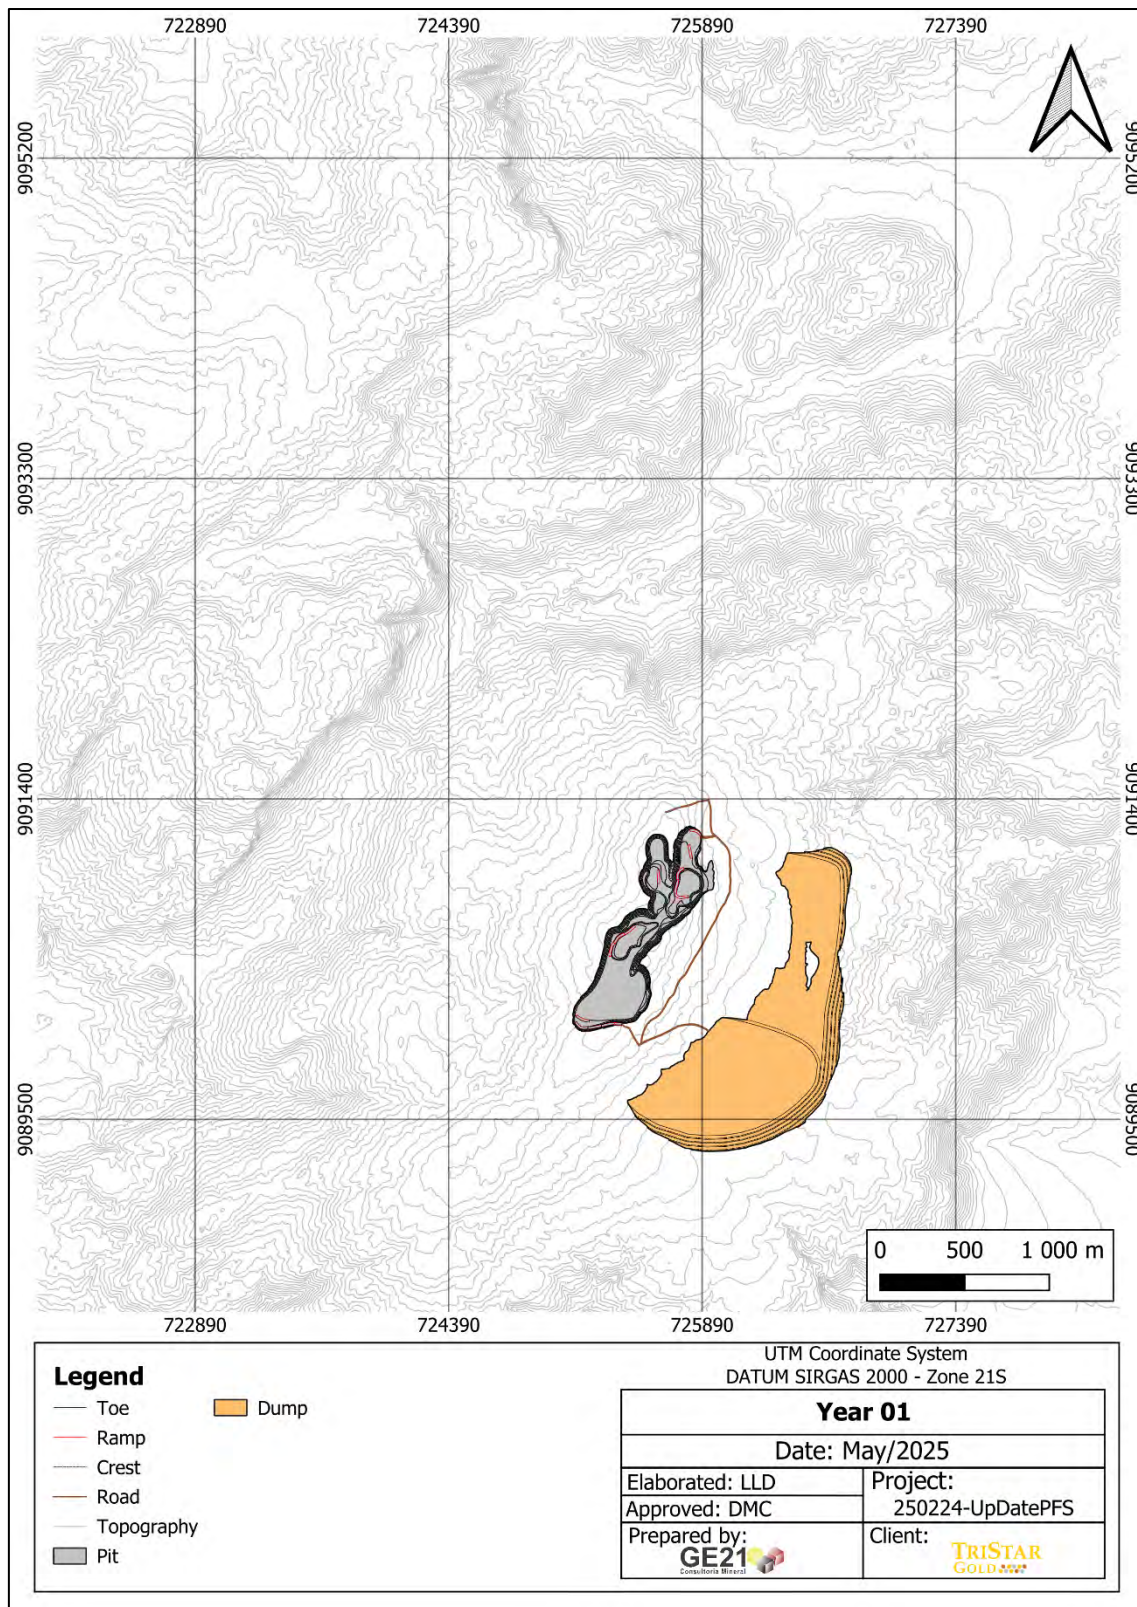 722890 724390 725890 727390
9095200 9095200
9093300 9093300
9091400 9091400
9089500 9089500
0 500 1 000 m
722890 724390 725890 727390
Legend
Toe
Ramp
Crest
Road
Topography
Pit
Dump
UTM Coordinate System
DATUM SIRGAS 2000 - Zone 21S
Year 01
Date: May/2025
Elaborated: LLD
Approved: DMC
Project:
250224-UpDatePFS
Prepared by:
GE21
Consultoria Mineral
Client:
TRISTAR
GOLD